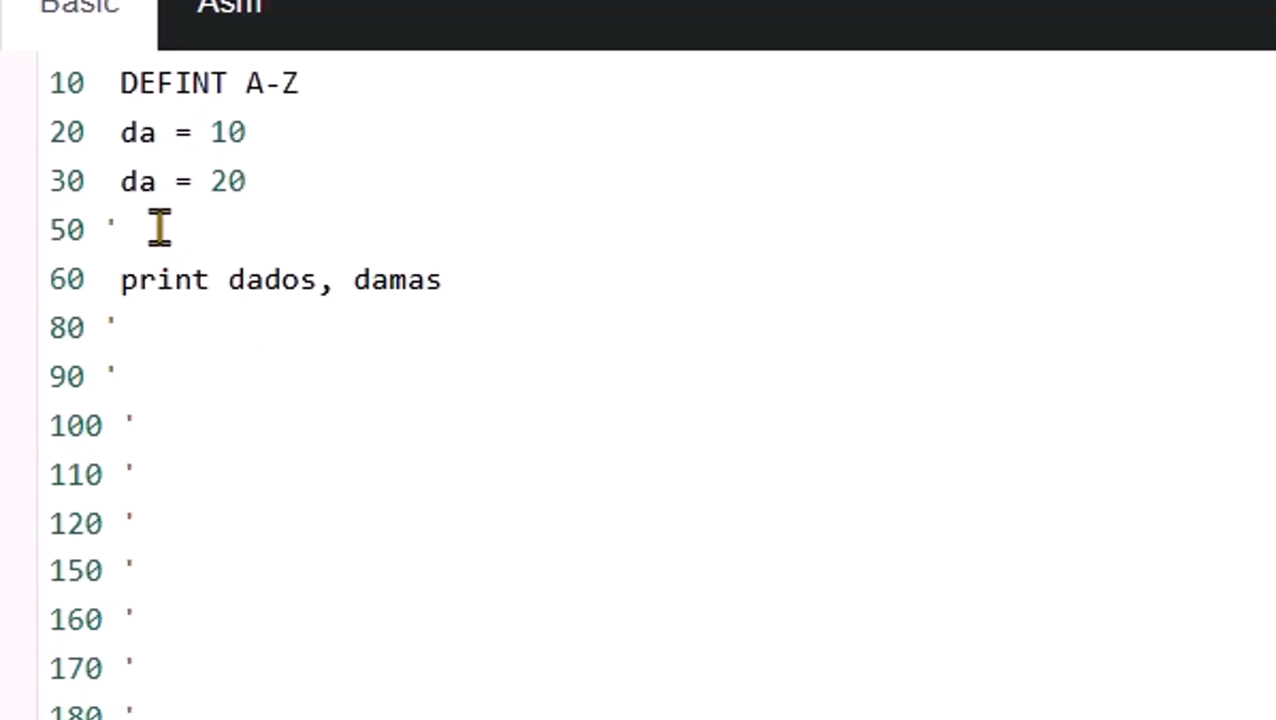 Basic Asm
10 DEFINT A-Z
20 da = 10
30 da = 20
50 '
60 print dados, damas
80 '
90 '
100 '
110 '
120 '
150 '
160 '
170 '
180 '